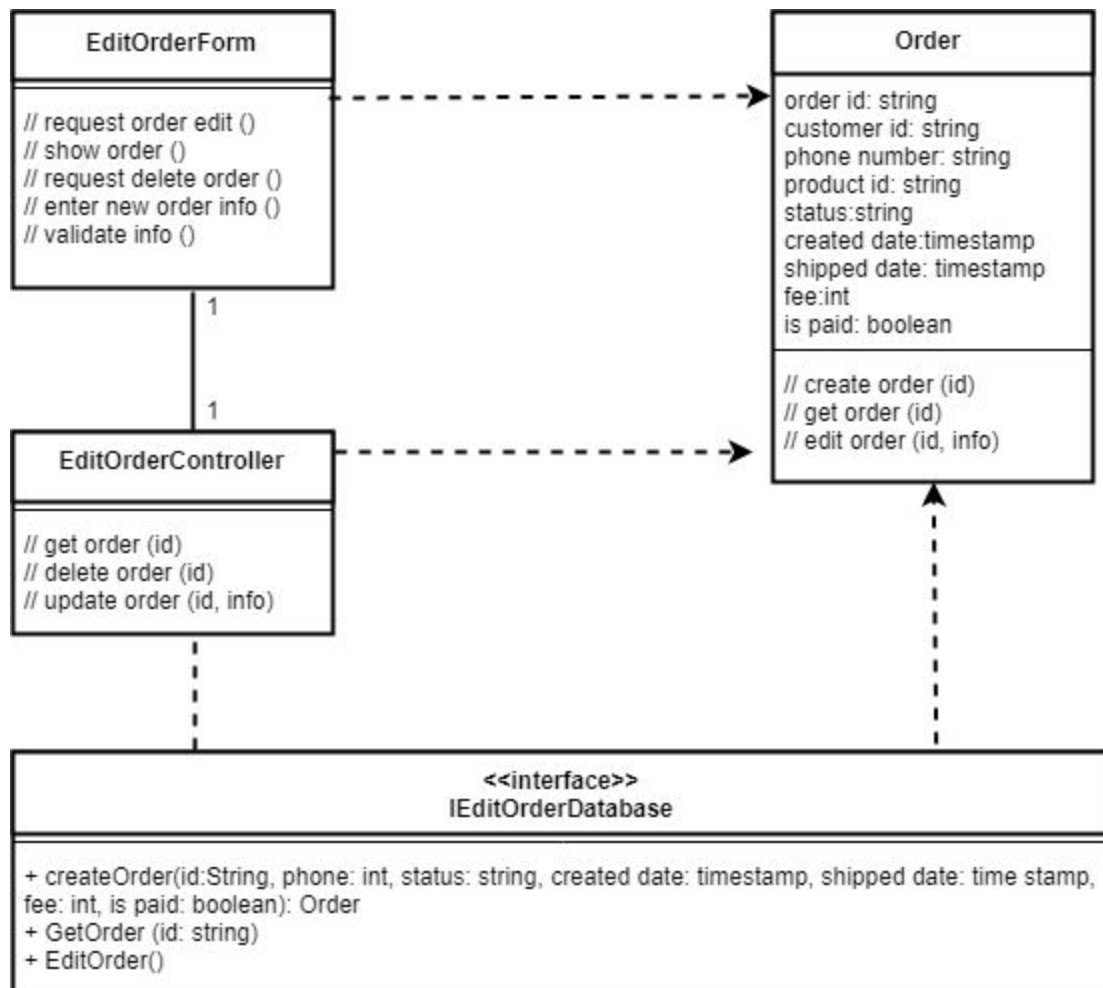 EditOrderForm
// request order edit ()
// show order ()
// request delete order ()
// enter new order info ()
// validate info ()
1
1
EditOrderController
// get order (id)
// delete order (id)
// update order (id, info)
Order
order id: string
customer id: string
phone number: string
product id: string
status:string
created date:timestamp
shipped date: timestamp
fee:int
is paid: boolean
// create order (id)
// get order (id)
// edit order (id, info)
<<interface>>
IEditOrderDatabase
+ createOrder(id:String, phone: int, status: string, created date: timestamp, shipped date: time stamp,
fee: int, is paid: boolean): Order
+ GetOrder (id: string)
+ EditOrder()